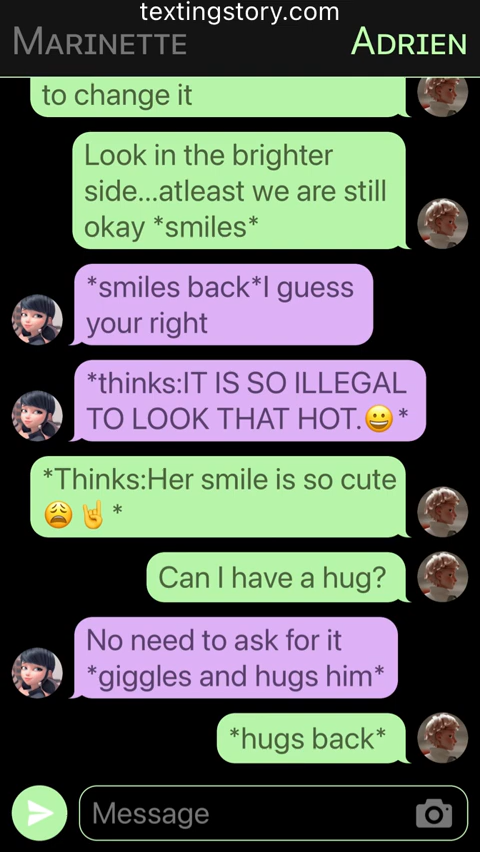 textingstory.com
MARINETTE
ADRIEN
to change it
Look in the brighter
side...atleast we are still
okay *smiles*
*smiles back*I guess
your right
*thinks:IT IS SO ILLEGAL
TO LOOK THAT HOT.😀*
*Thinks:Her smile is so cute
😩🤘*
Can I have a hug?
No need to ask for it
*giggles and hugs him*
*hugs back*
Message